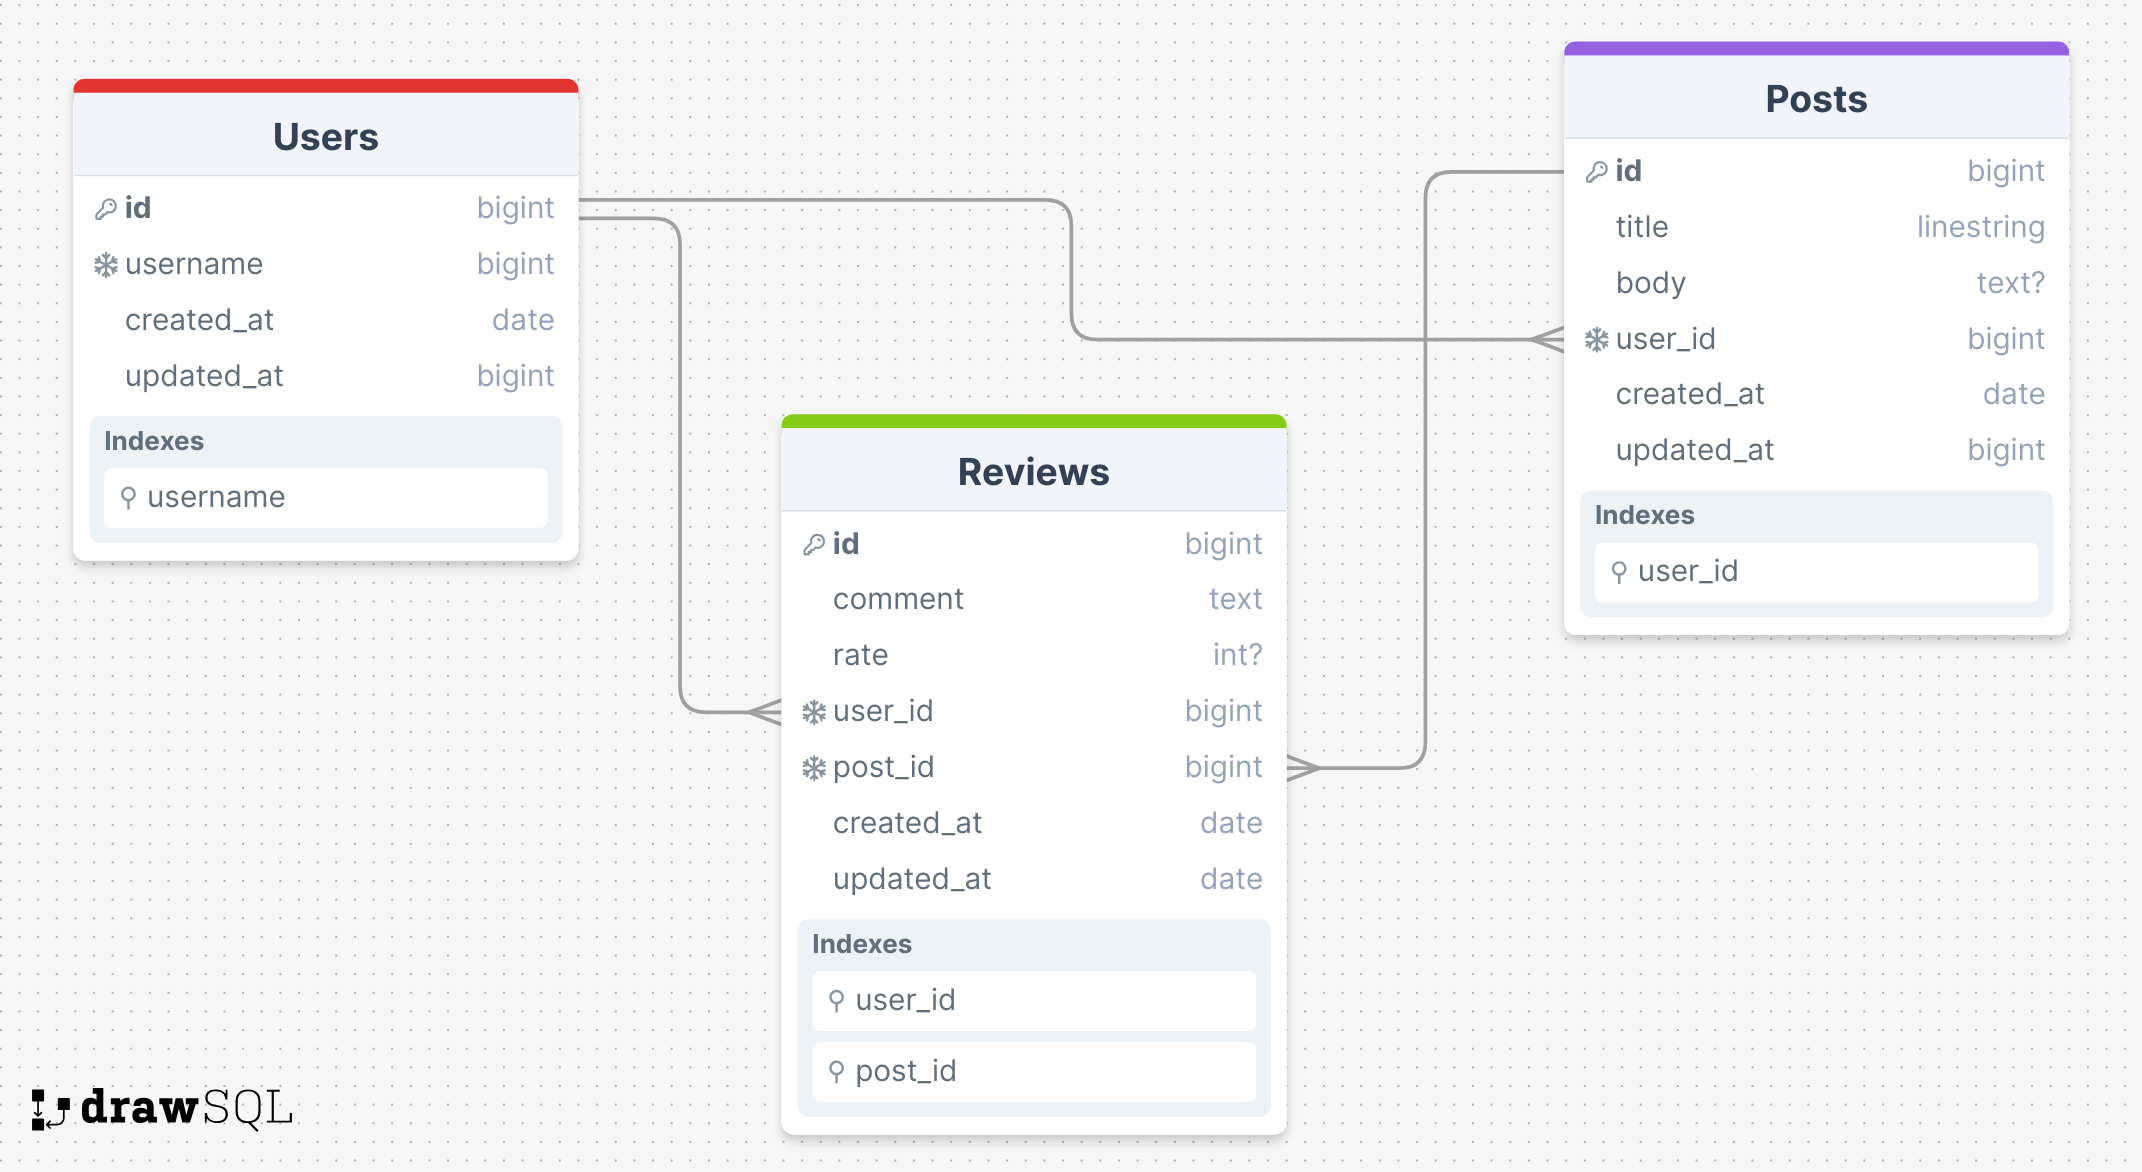 Users
id bigint
username bigint
created_at date
updated_at bigint
Indexes
username
Reviews
id bigint
comment text
rate int?
user_id bigint
post_id bigint
created_at date
updated_at date
Indexes
user_id
post_id
Posts
id bigint
title linestring
body text?
user_id bigint
created_at date
updated_at bigint
Indexes
user_id
drawSQL